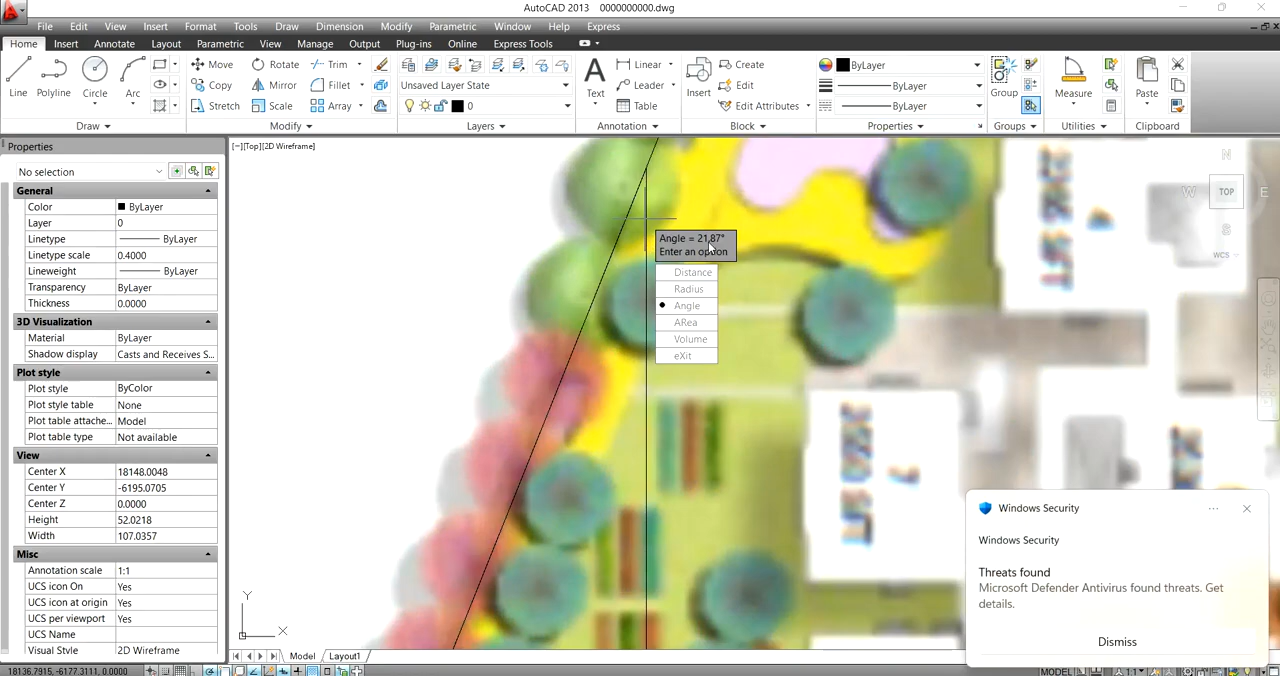 AutoCAD 2013 0000000000.dwg
File Edit View Insert Format Tools Draw Dimension Modify Parametric Window Help Express
Home Insert Annotate Layout Parametric View Manage Output Plug-ins Online Express Tools
Line Polyline Circle Arc
Move Rotate Trim
Copy Mirror Fillet
Stretch Scale Array
Unsaved Layer State
0
Text
Linear
Leader
Table
Insert
Create
Edit
Edit Attributes
ByLayer
ByLayer
ByLayer
Group
Measure
Paste
Draw Modify Layers Annotation Block Properties Groups Utilities Clipboard
Properties
No selection
General
Color ByLayer
Layer 0
Linetype ByLayer
Linetype scale 0.4000
Lineweight ByLayer
Transparency ByLayer
Thickness 0.0000
3D Visualization
Material ByLayer
Shadow display Casts and Receives S...
Plot style
Plot style ByColor
Plot style table None
Plot table attache... Model
Plot table type Not available
View
Center X 18148.0048
Center Y -6195.0705
Center Z 0.0000
Height 52.0218
Width 107.0357
Misc
Annotation scale 1:1
UCS icon On Yes
UCS icon at origin Yes
UCS per viewport Yes
UCS Name
Visual Style 2D Wireframe
[−][Top][2D Wireframe]
Angle = 21.87°
Enter an option
Distance
Radius
Angle
ARea
Volume
eXit
N
W TOP E
S
WCS
Y
X
Windows Security
Windows Security
Threats found
Microsoft Defender Antivirus found threats. Get
details.
Dismiss
Model Layout1
18136.7915, -6177.3111, 0.0000
MODEL
1:1